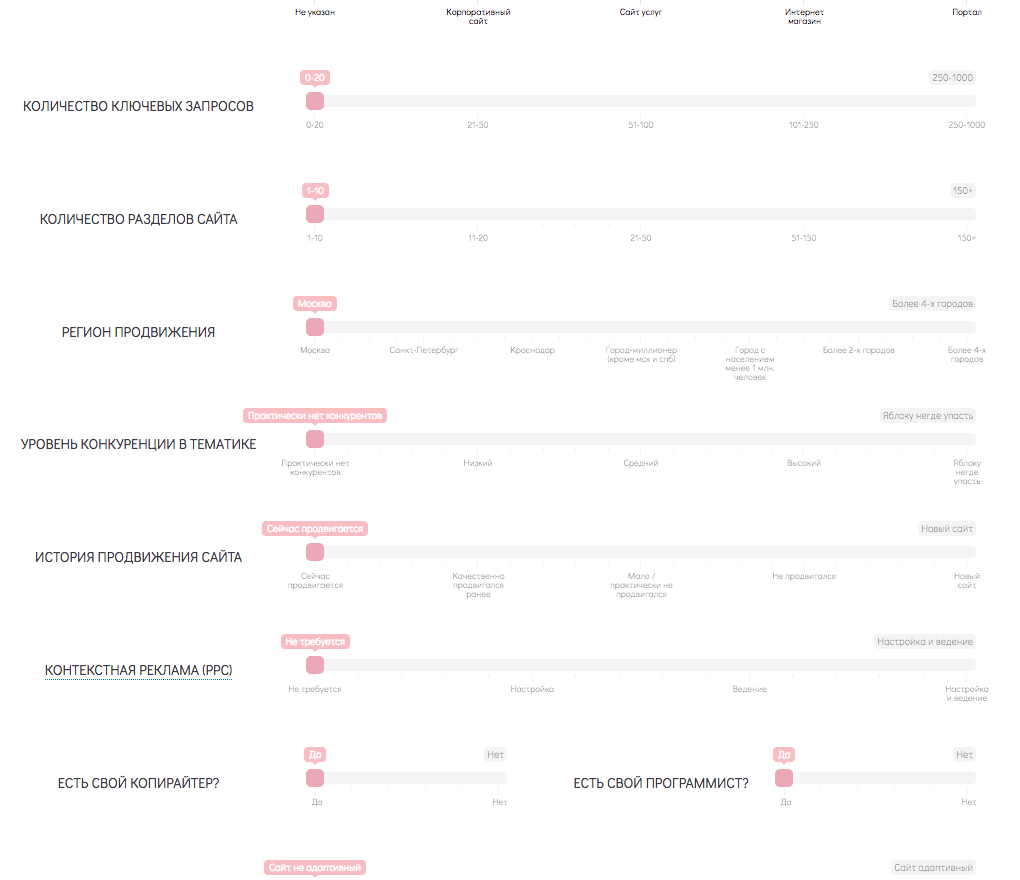 Не указан
Корпоративный
сайт
Сайт услуг
Интернет
магазин
Портал
0-20
250-1000
КОЛИЧЕСТВО КЛЮЧЕВЫХ ЗАПРОСОВ
0-20
21-50
51-100
101-250
250-1000
1-10
150+
КОЛИЧЕСТВО РАЗДЕЛОВ САЙТА
1-10
11-20
21-50
51-150
150+
Москва
Более 4-х городов
РЕГИОН ПРОДВИЖЕНИЯ
Москва
Санкт-Петербург
Краснодар
Город-миллионер
(кроме мск и спб)
Город с
населением
менее 1 млн.
человек
Более 2-х городов
Более 4-х
городов
Практически нет конкурентов
Яблоку негде упасть
УРОВЕНЬ КОНКУРЕНЦИИ В ТЕМАТИКЕ
Практически нет
конкурентов
Низкий
Средний
Высокий
Яблоку
негде
упасть
Сейчас продвигается
Новый сайт
ИСТОРИЯ ПРОДВИЖЕНИЯ САЙТА
Сейчас
продвигается
Качественно
продвигался
ранее
Мало /
практически не
продвигался
Не продвигался
Новый
сайт
Не требуется
Настройка и ведение
КОНТЕКСТНАЯ РЕКЛАМА (PPC)
Не требуется
Настройка
Ведение
Настройка
и ведение
Да
Нет
ЕСТЬ СВОЙ КОПИРАЙТЕР?
Да
Нет
Да
Нет
ЕСТЬ СВОЙ ПРОГРАММИСТ?
Да
Нет
Сайт не адаптивный
Сайт адаптивный